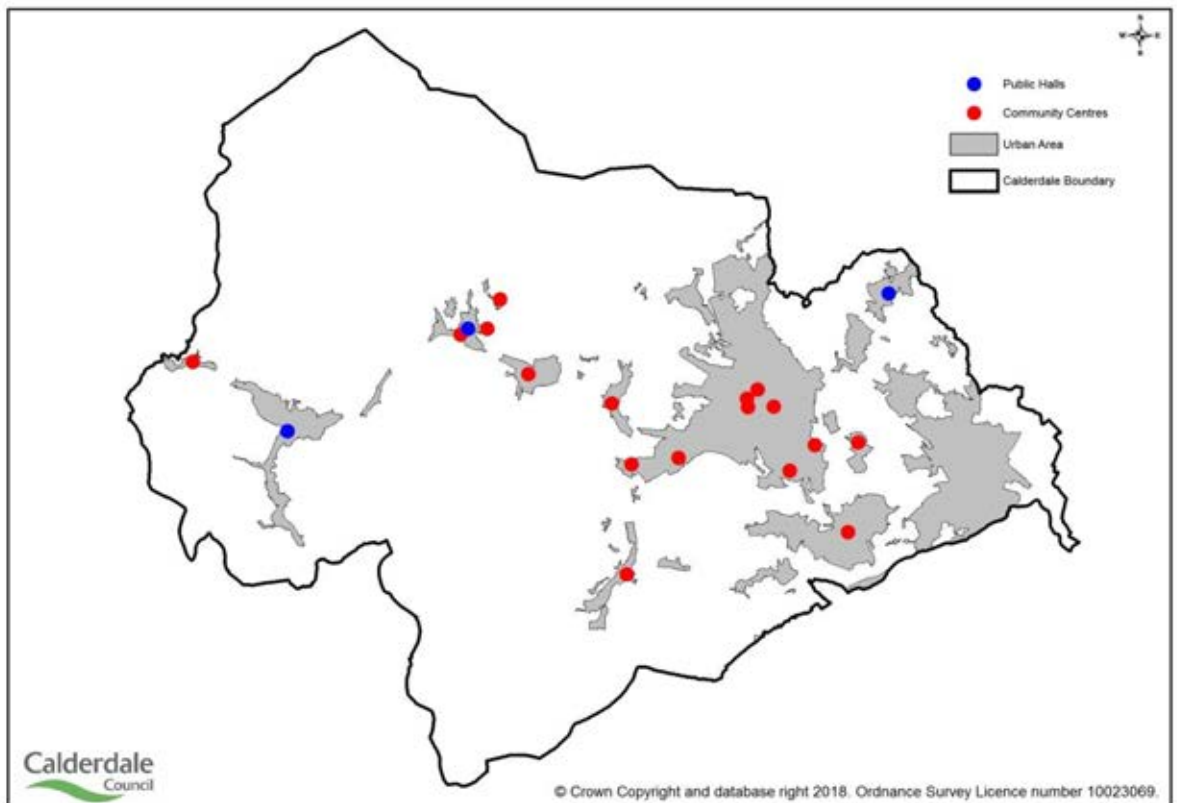 N
W E
S
Public Halls
Community Centres
Urban Area
Calderdale Boundary
Calderdale
Council
© Crown Copyright and database right 2018. Ordnance Survey Licence number 10023069.